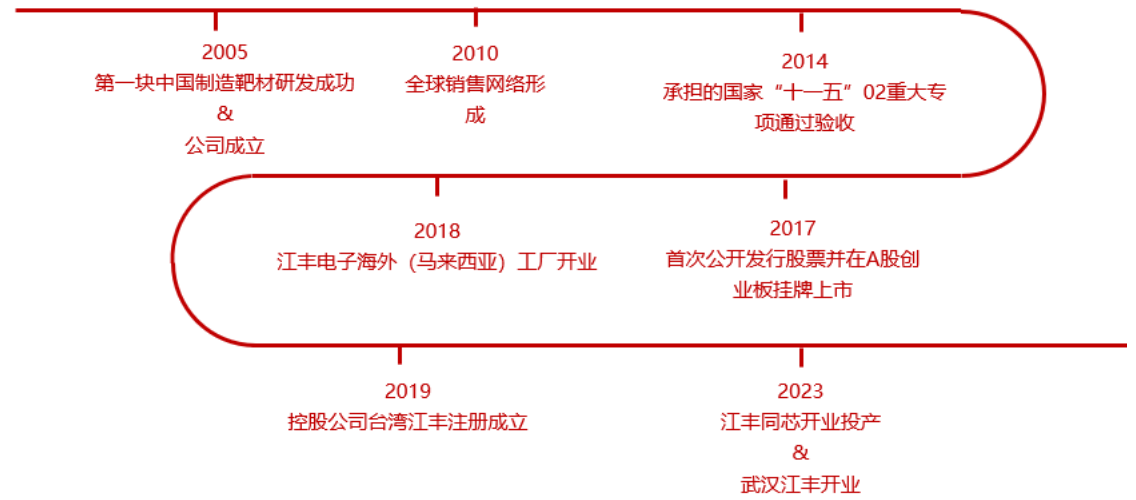 2005
第一块中国制造靶材研发成功
&
公司成立
2010
全球销售网络形
成
2014
承担的国家“十一五”02重大专
项通过验收
2017
首次公开发行股票并在A股创
业板挂牌上市
2018
江丰电子海外（马来西亚）工厂开业
2019
控股公司台湾江丰注册成立
2023
江丰同芯开业投产
&
武汉江丰开业